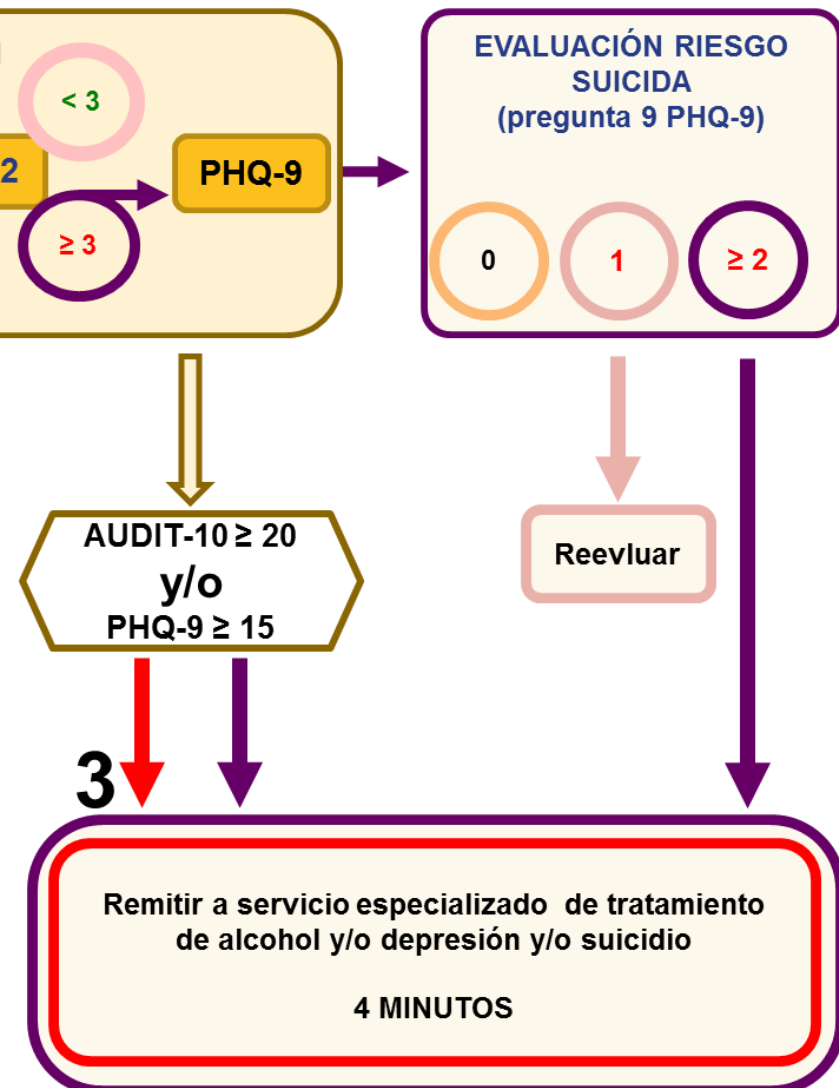 < 3
2
≥ 3
PHQ-9
EVALUACIÓN RIESGO
SUICIDA
(pregunta 9 PHQ-9)
0
1
≥ 2
AUDIT-10 ≥ 20
y/o
PHQ-9 ≥ 15
Reevluar
3
Remitir a servicio especializado de tratamiento
de alcohol y/o depresión y/o suicidio
4 MINUTOS